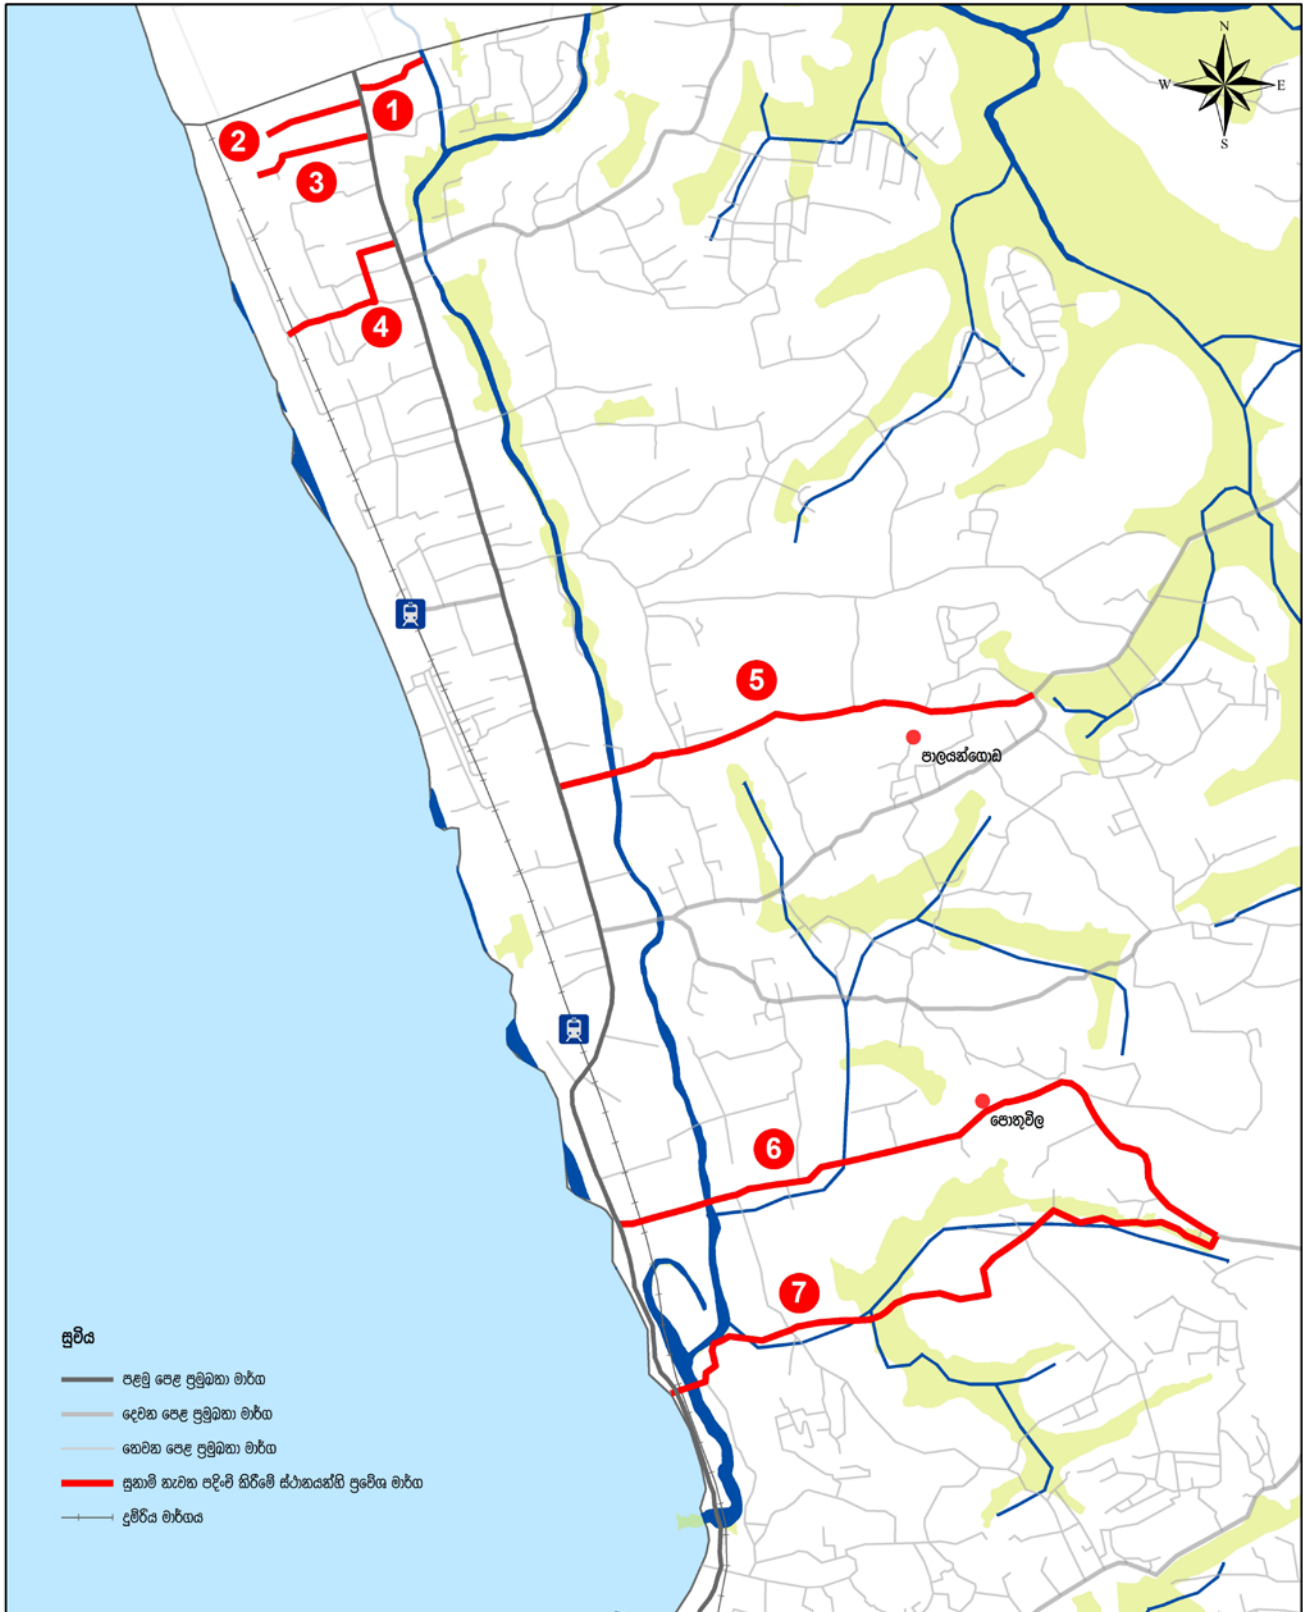 N
W
E
S
1
2
3
4
5
පාලයන්ගොඩ
පොතුවිල
6
7
සූචිය
පළමු පෙළ ප්‍රමුඛතා මාර්ග
දෙවන පෙළ ප්‍රමුඛතා මාර්ග
තෙවන පෙළ ප්‍රමුඛතා මාර්ග
සුනාමි නැවත පදිංචි කිරීමේ ස්ථානයන්හි ප්‍රවේශ මාර්ග
දුම්රිය මාර්ගය